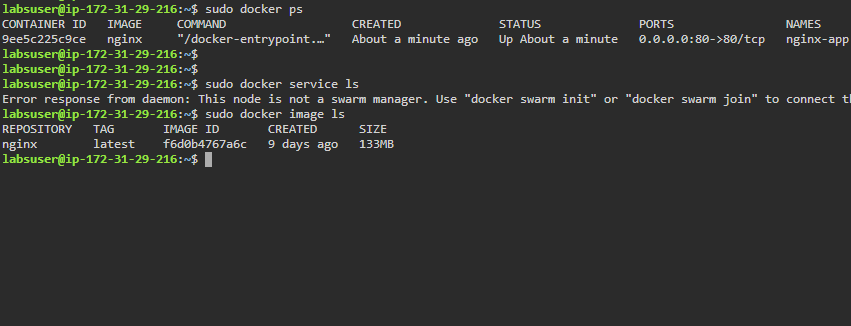 labsuser@ip-172-31-29-216:~$ sudo docker ps
CONTAINER ID   IMAGE     COMMAND                  CREATED              STATUS              PORTS                NAMES
9ee5c225c9ce   nginx     "/docker-entrypoint.…"   About a minute ago   Up About a minute   0.0.0.0:80->80/tcp   nginx-app
labsuser@ip-172-31-29-216:~$
labsuser@ip-172-31-29-216:~$
labsuser@ip-172-31-29-216:~$ sudo docker service ls
Error response from daemon: This node is not a swarm manager. Use "docker swarm init" or "docker swarm join" to connect th
labsuser@ip-172-31-29-216:~$ sudo docker image ls
REPOSITORY   TAG       IMAGE ID       CREATED      SIZE
nginx        latest    f6d0b4767a6c   9 days ago   133MB
labsuser@ip-172-31-29-216:~$